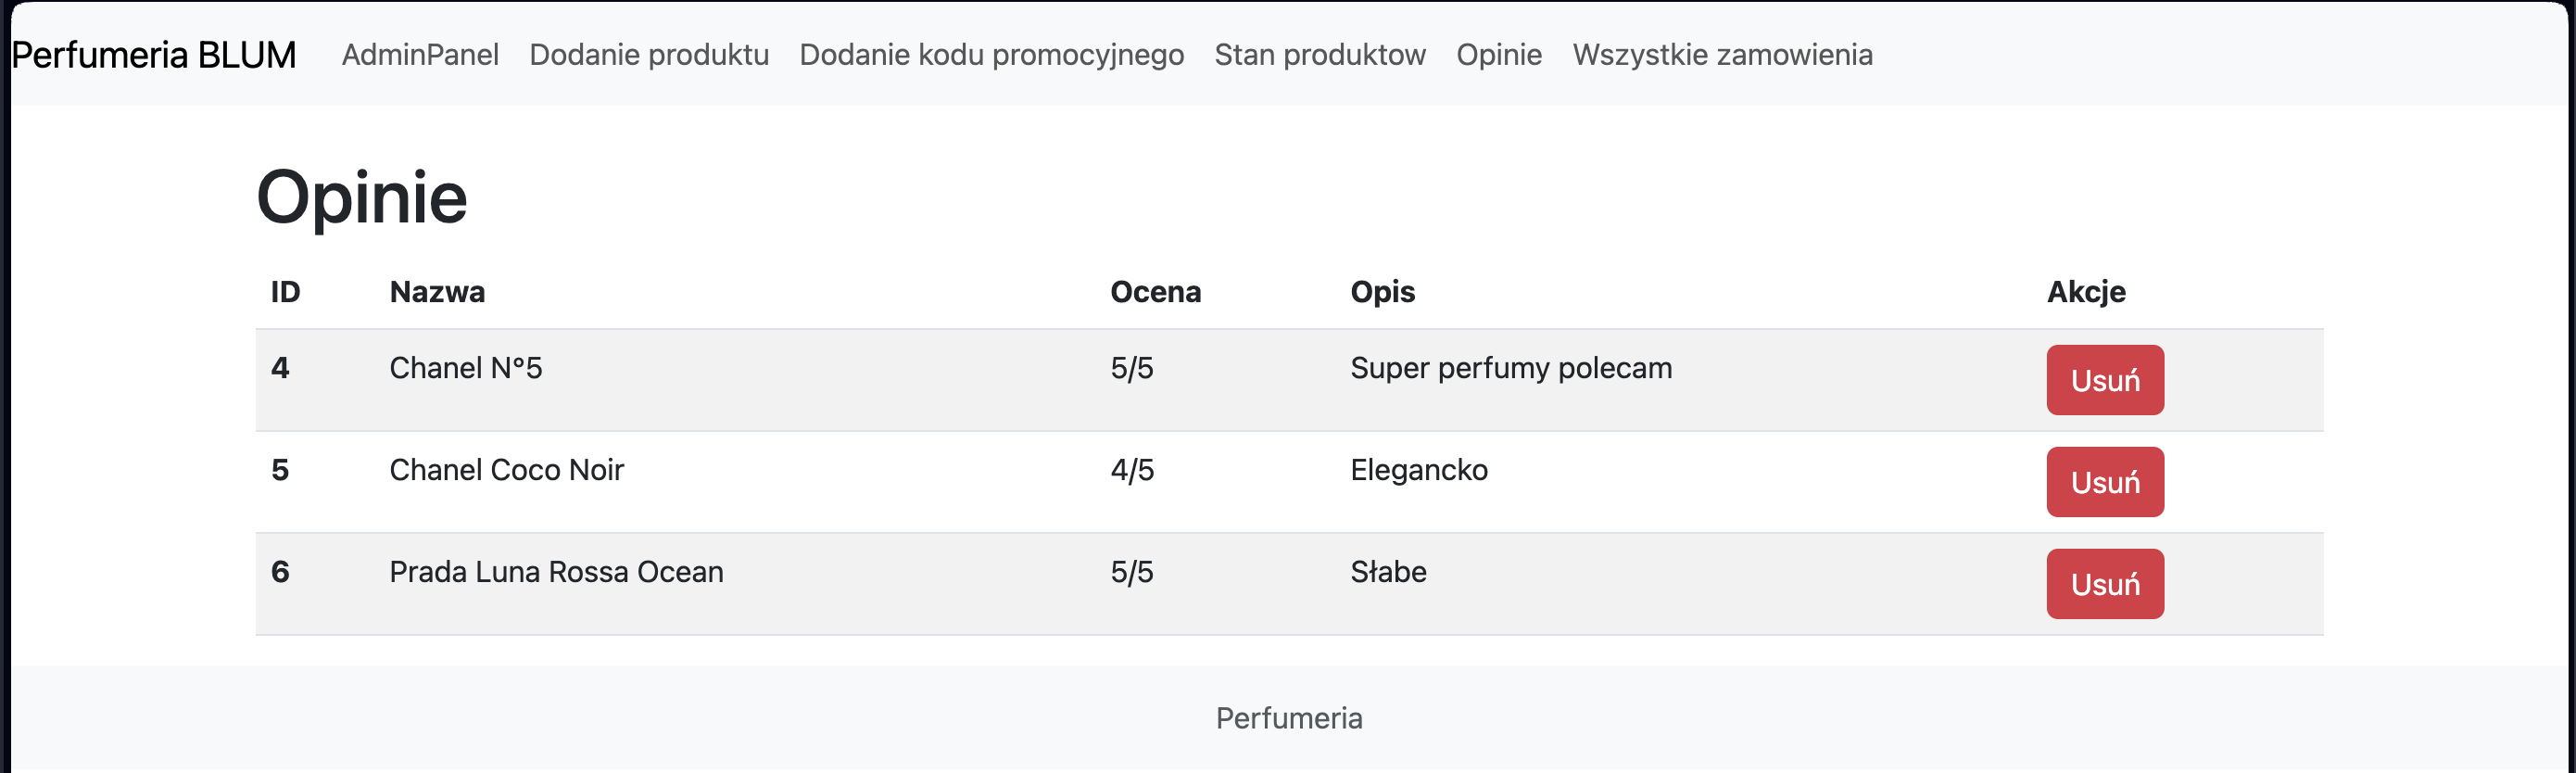 Perfumeria BLUM AdminPanel Dodanie produktu Dodanie kodu promocyjnego Stan produktow Opinie Wszystkie zamowienia
Opinie
ID Nazwa Ocena Opis Akcje
4 Chanel N°5 5/5 Super perfumy polecam Usuń
5 Chanel Coco Noir 4/5 Elegancko Usuń
6 Prada Luna Rossa Ocean 5/5 Słabe Usuń
Perfumeria